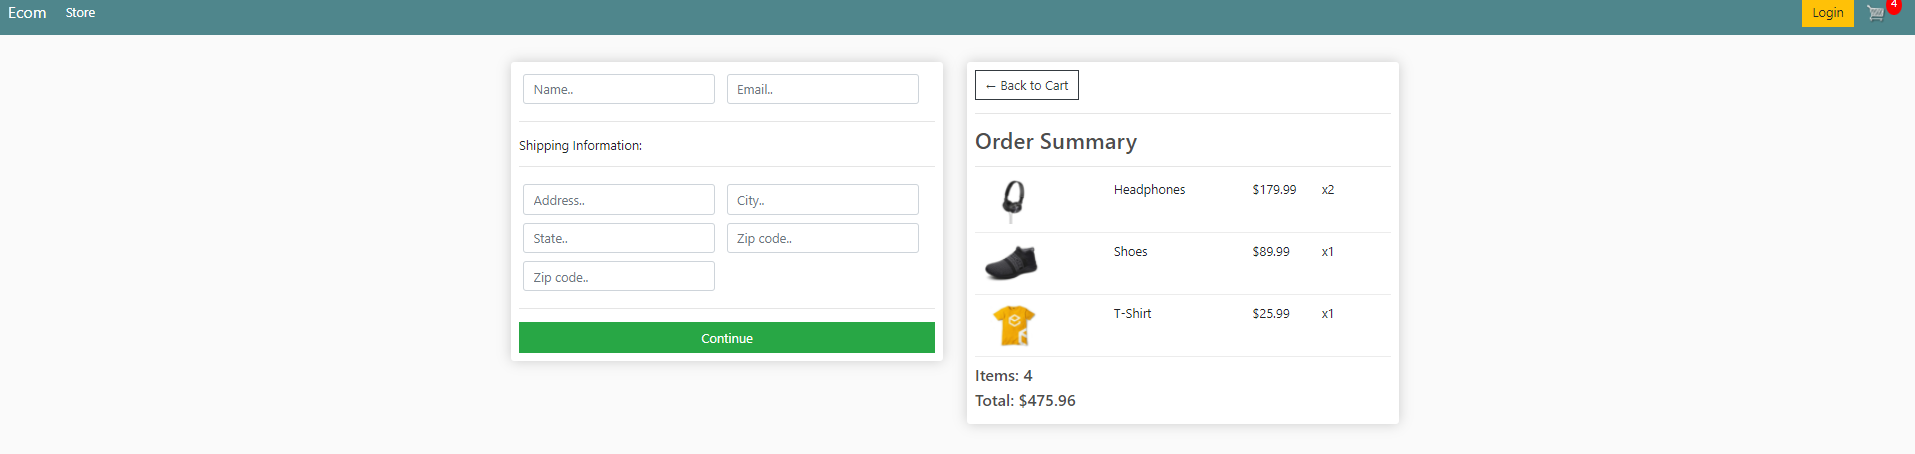 Ecom Store Login 4
Name.. Email..
Shipping Information:
Address.. City..
State.. Zip code..
Zip code..
Continue
← Back to Cart
Order Summary
Headphones $179.99 x2
Shoes $89.99 x1
T-Shirt $25.99 x1
Items: 4
Total: $475.96